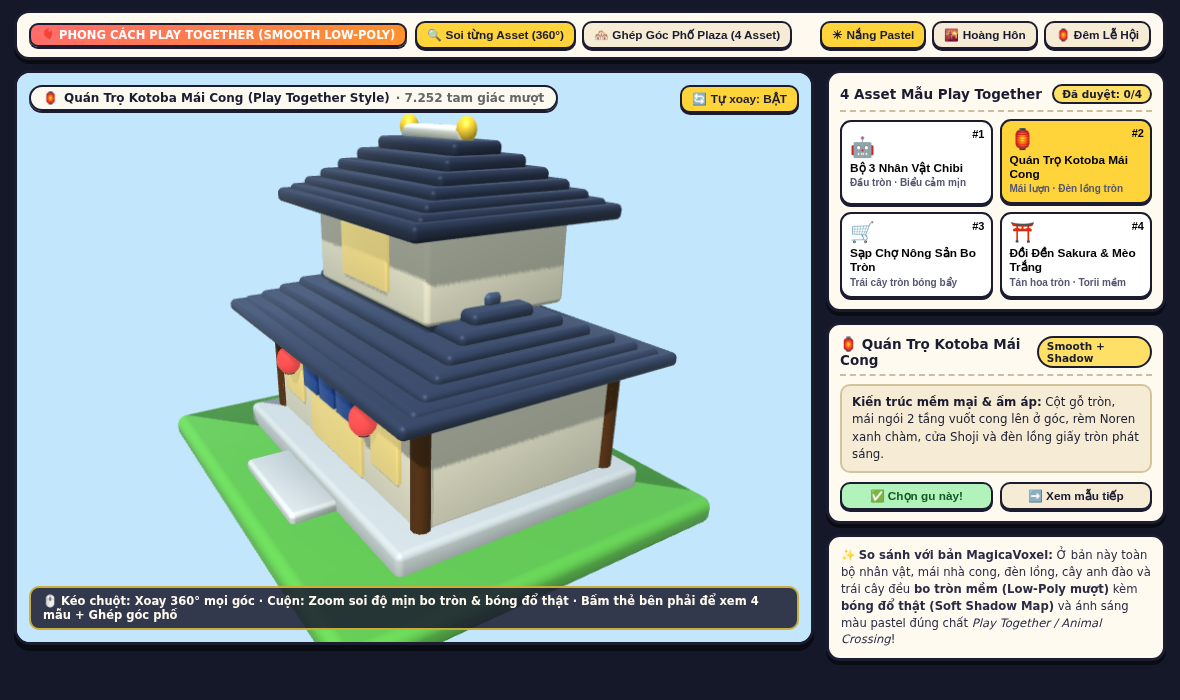 🎈 PHONG CÁCH PLAY TOGETHER (SMOOTH LOW-POLY)
🔍 Soi từng Asset (360°)
🏘️ Ghép Góc Phố Plaza (4 Asset)
☀ Nắng Pastel
🌇 Hoàng Hôn
🏮 Đêm Lễ Hội
🏮 Quán Trọ Kotoba Mái Cong (Play Together Style) · 7.252 tam giác mượt
🔄 Tự xoay: BẬT
🖱️ Kéo chuột: Xoay 360° mọi góc · Cuộn: Zoom soi độ mịn bo tròn & bóng đổ thật · Bấm thẻ bên phải để xem 4
mẫu + Ghép góc phố
4 Asset Mẫu Play Together
Đã duyệt: 0/4
#1
Bộ 3 Nhân Vật Chibi
Đầu tròn · Biểu cảm mịn
#2
Quán Trọ Kotoba Mái
Cong
Mái lượn · Đèn lồng tròn
#3
Sạp Chợ Nông Sản Bo
Tròn
Trái cây tròn bóng bẩy
#4
Đồi Đền Sakura & Mèo
Trắng
Tán hoa tròn · Torii mềm
🏮 Quán Trọ Kotoba Mái
Cong
Smooth +
Shadow
Kiến trúc mềm mại & ấm áp: Cột gỗ tròn,
mái ngói 2 tầng vuốt cong lên ở góc, rèm Noren
xanh chàm, cửa Shoji và đèn lồng giấy tròn phát
sáng.
✅ Chọn gu này!
➡️ Xem mẫu tiếp
✨ So sánh với bản MagicaVoxel: Ở bản này toàn
bộ nhân vật, mái nhà cong, đèn lồng, cây anh đào và
trái cây đều bo tròn mềm (Low-Poly mượt) kèm
bóng đổ thật (Soft Shadow Map) và ánh sáng
màu pastel đúng chất Play Together / Animal
Crossing!